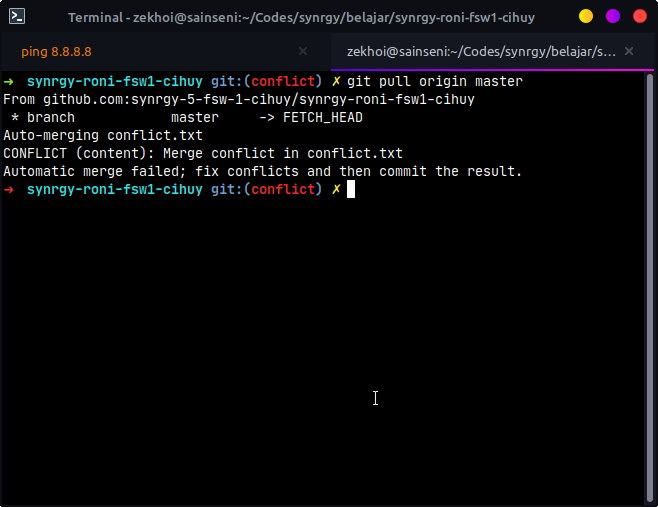 Terminal - zekhoi@sainseni:~/Codes/synrgy/belajar/synrgy-roni-fsw1-cihuy
ping 8.8.8.8
zekhoi@sainseni:~/Codes/synrgy/belajar/s...
➜ synrgy-roni-fsw1-cihuy git:(conflict) ✗ git pull origin master
From github.com:synrgy-5-fsw-1-cihuy/synrgy-roni-fsw1-cihuy
* branch master -> FETCH_HEAD
Auto-merging conflict.txt
CONFLICT (content): Merge conflict in conflict.txt
Automatic merge failed; fix conflicts and then commit the result.
➜ synrgy-roni-fsw1-cihuy git:(conflict) ✗